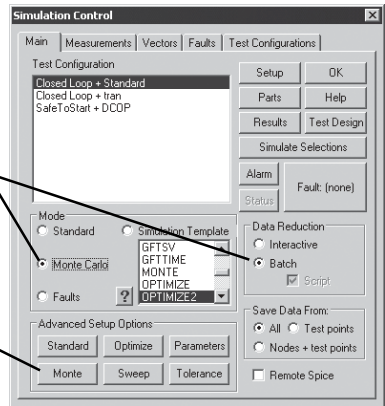 Simulation Control
Main Measurements Vectors Faults Test Configurations
Test Configuration
Closed Loop + Standard
Closed Loop + tran
SafeToStart + DCOP
Setup OK
Parts Help
Results Test Design
Simulate Selections
Alarm
Status
Fault: (none)
Mode
Standard Simulation Template
Monte Carlo
Faults ?
GFTSV
GFTTIME
MONTE
OPTIMIZE
OPTIMIZE2
Data Reduction
Interactive
Batch
Script
Advanced Setup Options
Standard Optimize Parameters
Monte Sweep Tolerance
Save Data From:
All Test points
Nodes + test points
Remote Spice